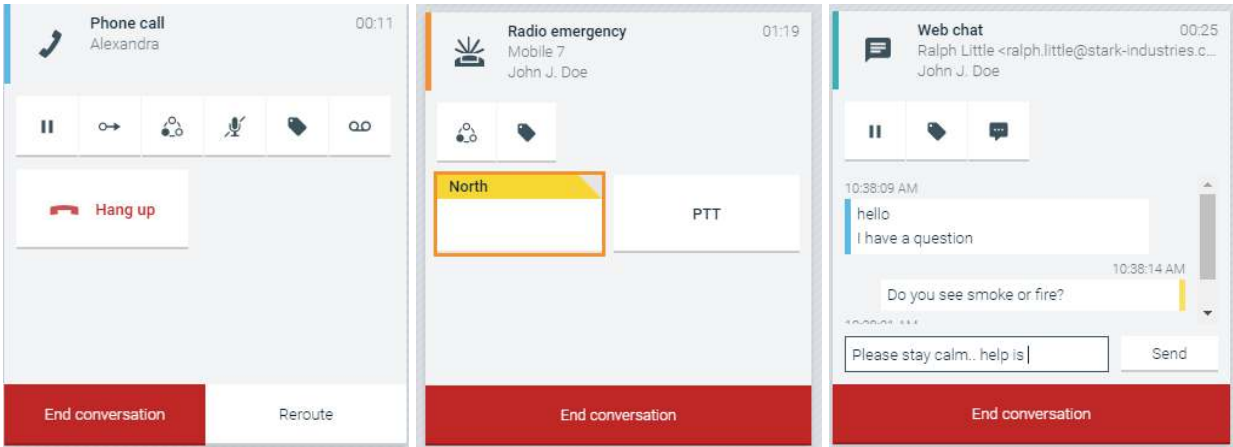 Phone call
00:11
Alexandra
Hang up
End conversation
Reroute
Radio emergency
01:19
Mobile 7
John J. Doe
North
PTT
End conversation
Web chat
00:25
Ralph Little <ralph.little@stark-industries.c...
John J. Doe
10:38:09 AM
hello
I have a question
10:38:14 AM
Do you see smoke or fire?
Please stay calm.. help is
Send
End conversation